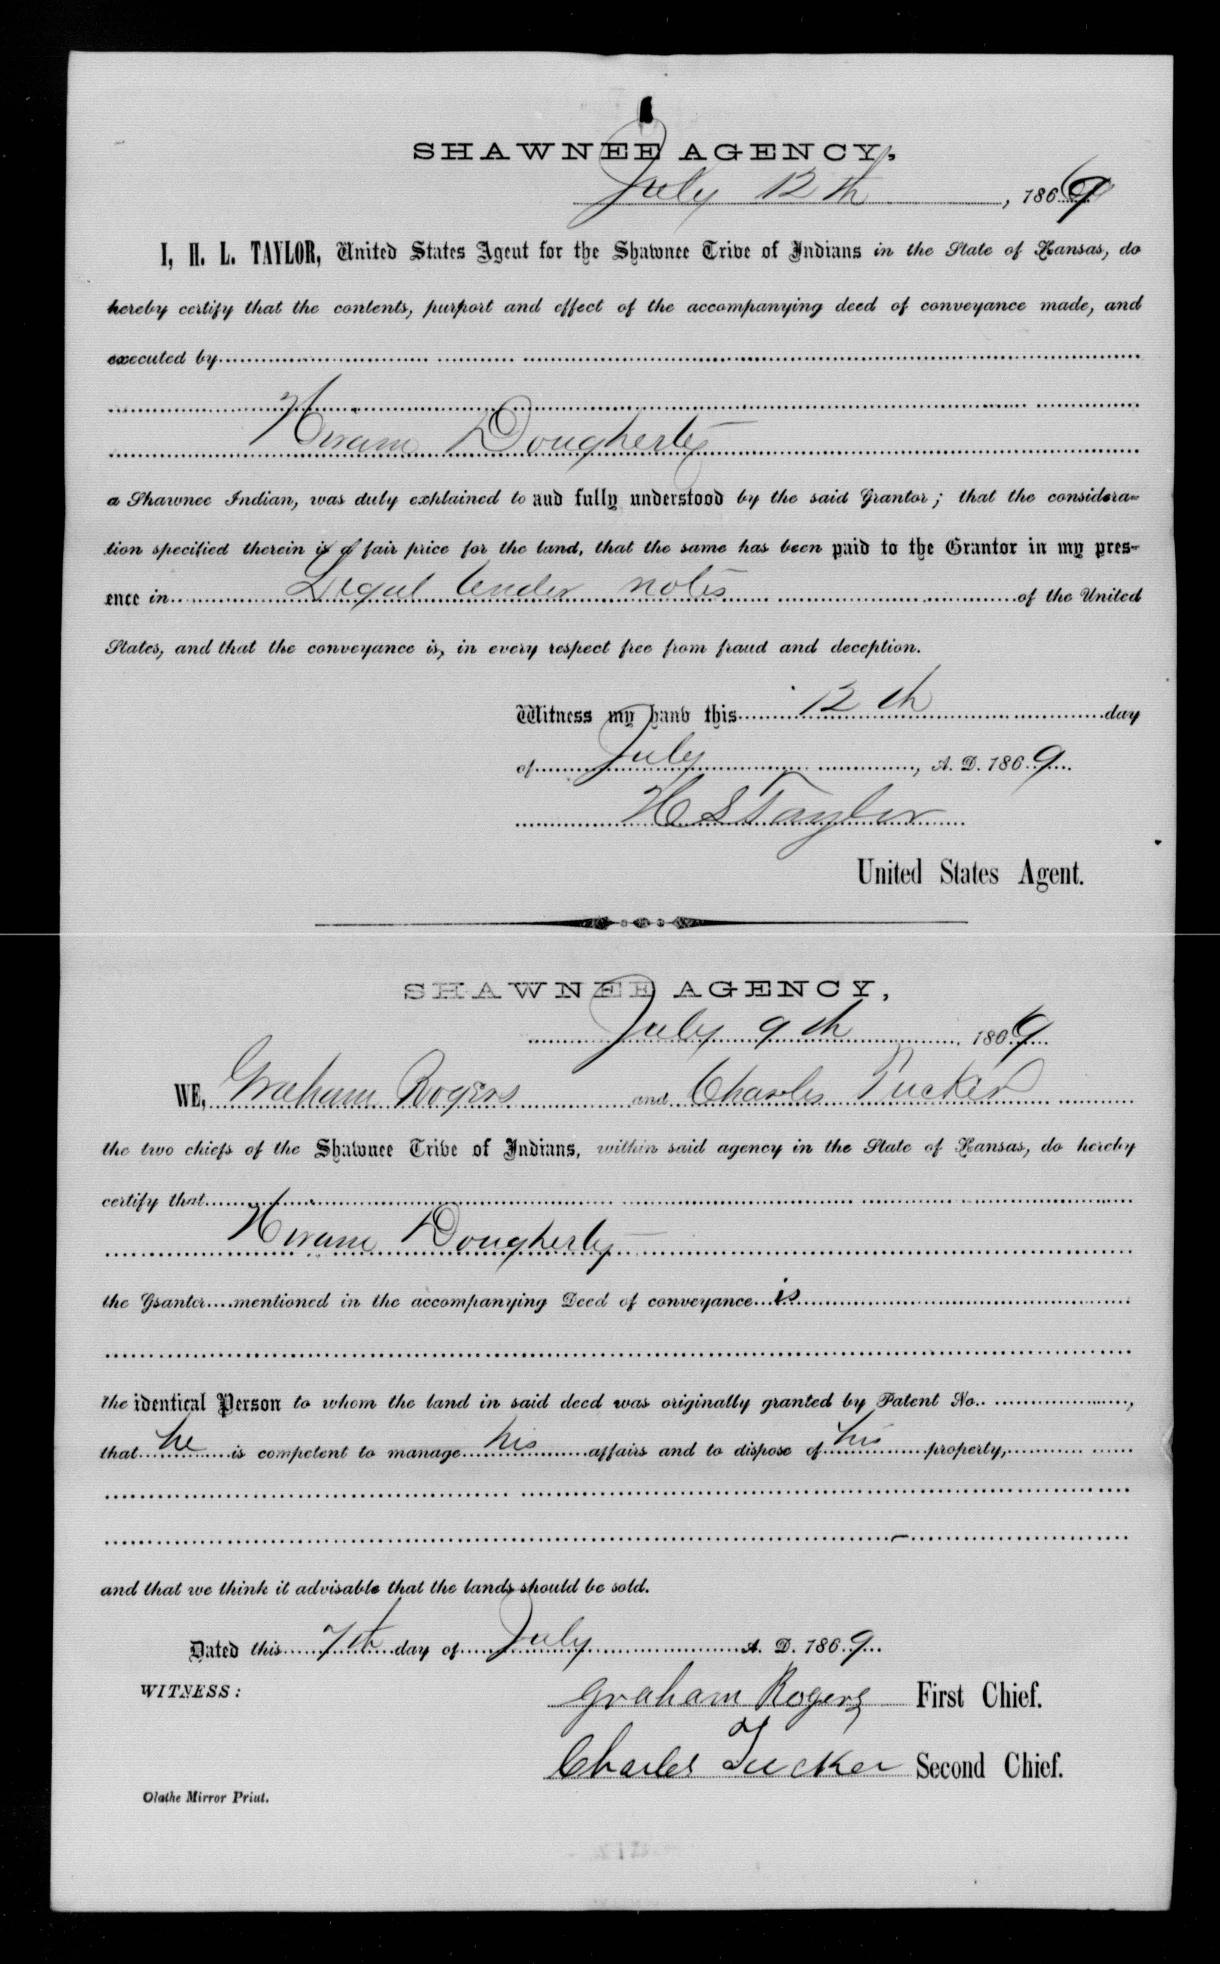 SHAWNEE AGENCY,
July 12th, 1869
I, H. L. TAYLOR, United States Agent for the Shawnee Tribe of Indians in the State of Kansas, do
hereby certify that the contents, purport and effect of the accompanying deed of conveyance made, and
executed by
Hiram Dougherty
a Shawnee Indian, was duly explained to and fully understood by the said Grantor; that the considera-
tion specified therein is a fair price for the land, that the same has been paid to the Grantor in my pres-
ence in Legal tender notes of the United
States, and that the conveyance is, in every respect free from fraud and deception.
Witness my hand this 12th day
of July, A. D. 1869
H L Taylor
United States Agent.
SHAWNEE AGENCY,
July 9th 1869
WE, Graham Rogers and Charles Tucker
the two chiefs of the Shawnee Tribe of Indians, within said agency in the State of Kansas, do hereby
certify that
Hiram Dougherty
the Grantor mentioned in the accompanying Deed of conveyance is
the identical Person to whom the land in said deed was originally granted by Patent No.,
that he is competent to manage his affairs and to dispose of his property,
and that we think it advisable that the lands should be sold.
Dated this 7th day of July A. D. 1869
WITNESS:
Graham Rogers First Chief.
Charles Tucker Second Chief.
Olathe Mirror Print.